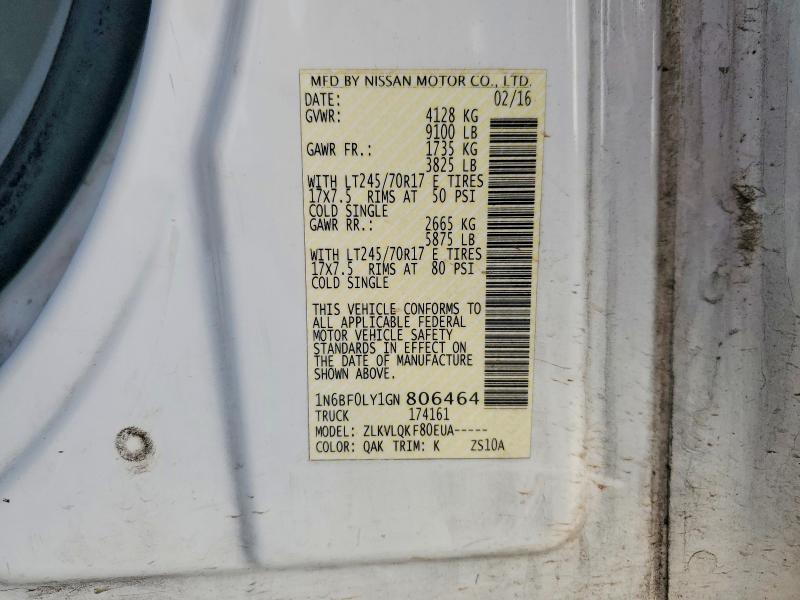 MFD BY NISSAN MOTOR CO., LTD.
DATE: 02/16
GVWR: 4128 KG
9100 LB
GAWR FR.: 1735 KG
3825 LB
WITH LT245/70R17 E TIRES
17X7.5 RIMS AT 50 PSI
COLD SINGLE
GAWR RR.: 2665 KG
5875 LB
WITH LT245/70R17 E TIRES
17X7.5 RIMS AT 80 PSI
COLD SINGLE
THIS VEHICLE CONFORMS TO
ALL APPLICABLE FEDERAL
MOTOR VEHICLE SAFETY
STANDARDS IN EFFECT ON
THE DATE OF MANUFACTURE
SHOWN ABOVE.
1N6BF0LY1GN 806464
TRUCK 174161
MODEL: ZLKVLQKF80EUA-----
COLOR: QAK TRIM: K ZS10A